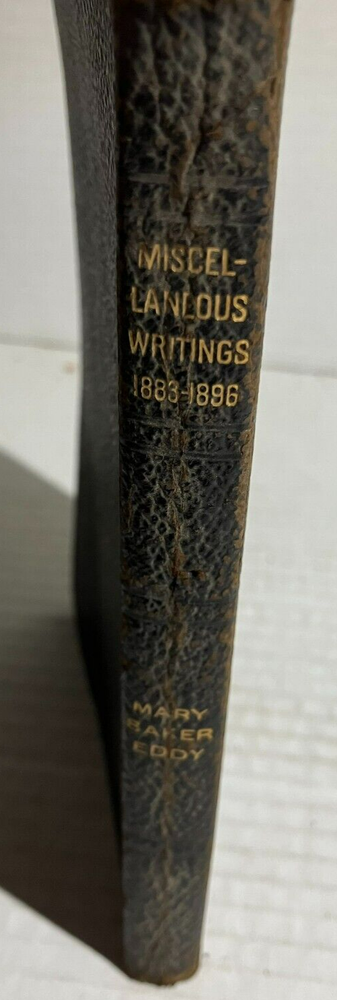 MISCEL-
LANEOUS
WRITINGS
1883-1896
MARY
BAKER
EDDY